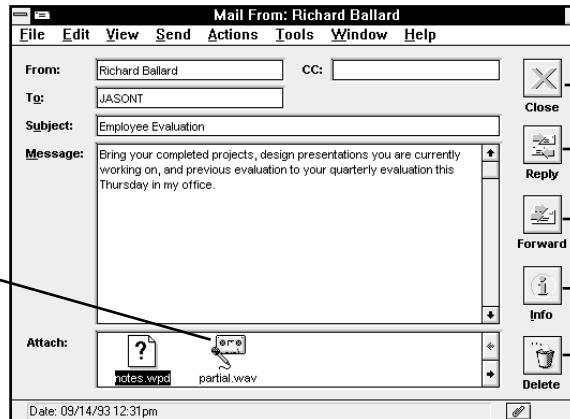 Mail From: Richard Ballard
File Edit View Send Actions Tools Window Help
From: Richard Ballard CC:
To: JASONT
Close
Subject: Employee Evaluation
Message: Bring your completed projects, design presentations you are currently
working on, and previous evaluation to your quarterly evaluation this
Thursday in my office.
Reply
Forward
Info
Attach:
notes.wpd partial.wav
Delete
Date: 09/14/93 12:31pm